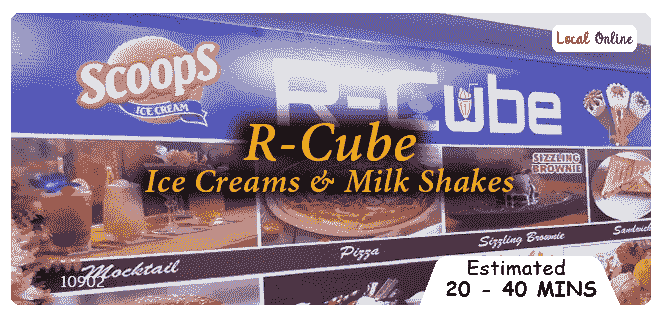 Local Online
SCOOPS
ICE CREAM
R-Cube
R-Cube
Ice Creams & Milk Shakes
SIZZLING
BROWNIE
Mocktail
Pizza
Sizzling Brownie
Sandwich
10902
Estimated
20 - 40 MINS